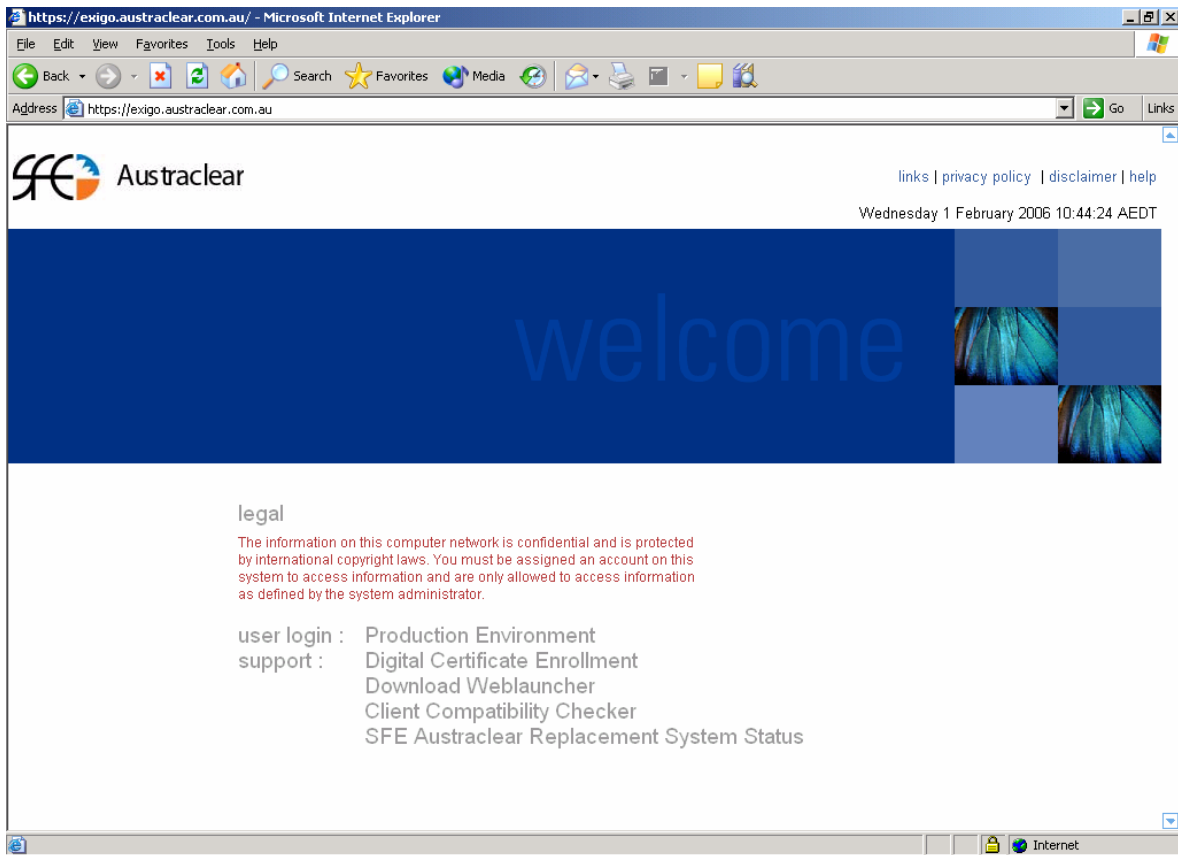 https://exigo.austraclear.com.au/ - Microsoft Internet Explorer
File Edit View Favorites Tools Help
Back Search Favorites Media
Address https://exigo.austraclear.com.au Go Links
SFE Austraclear
links | privacy policy | disclaimer | help
Wednesday 1 February 2006 10:44:24 AEDT
welcome
legal
The information on this computer network is confidential and is protected
by international copyright laws. You must be assigned an account on this
system to access information and are only allowed to access information
as defined by the system administrator.
user login : Production Environment
support : Digital Certificate Enrollment
Download Weblauncher
Client Compatibility Checker
SFE Austraclear Replacement System Status
Internet